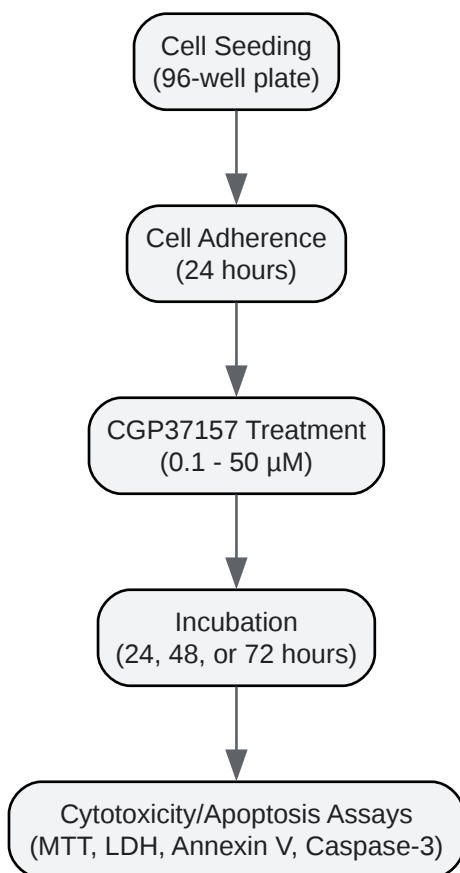 Cell Seeding
(96-well plate)
Cell Adherence
(24 hours)
CGP37157 Treatment
(0.1 - 50 µM)
Incubation
(24, 48, or 72 hours)
Cytotoxicity/Apoptosis Assays
(MTT, LDH, Annexin V, Caspase-3)